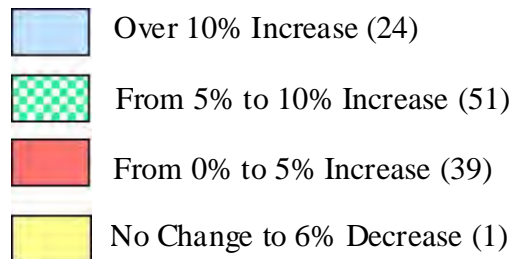 Over 10% Increase (24)
From 5% to 10% Increase (51)
From 0% to 5% Increase (39)
No Change to 6% Decrease (1)